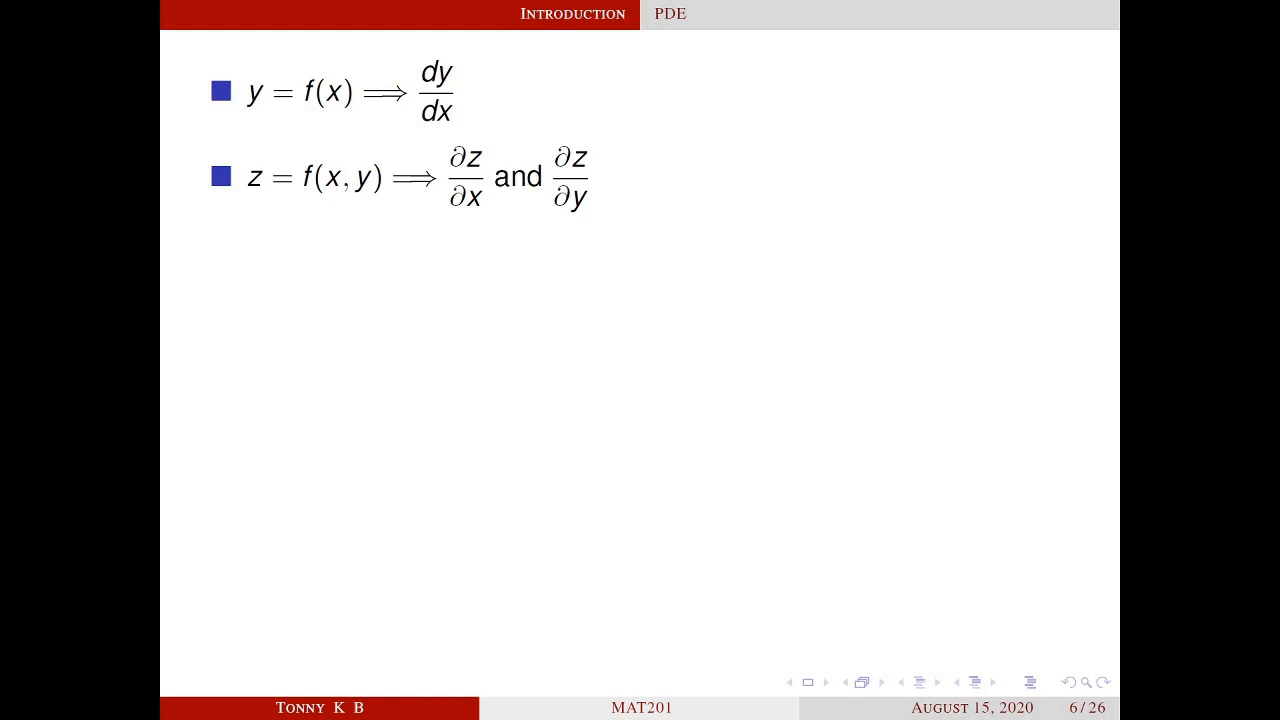 INTRODUCTION PDE
y = f(x) ⟹ dy/dx
z = f(x, y) ⟹ ∂z/∂x and ∂z/∂y
TONNY K B MAT201 AUGUST 15, 2020 6 / 26